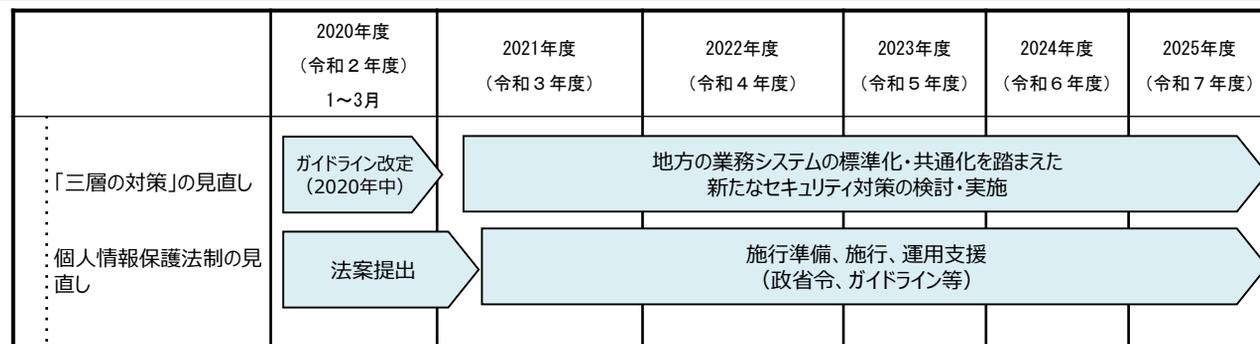 2020年度
（令和２年度）
1～3月
2021年度
（令和３年度）
2022年度
（令和４年度）
2023年度
（令和５年度）
2024年度
（令和６年度）
2025年度
（令和７年度）
「三層の対策」の見直し
ガイドライン改定
（2020年中）
地方の業務システムの標準化・共通化を踏まえた
新たなセキュリティ対策の検討・実施
個人情報保護法制の見
直し
法案提出
施行準備、施行、運用支援
（政省令、ガイドライン等）